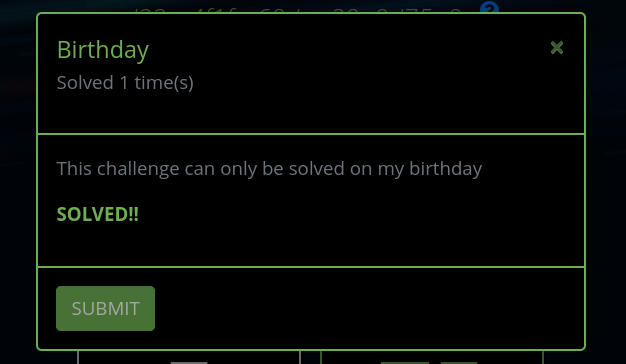 Birthday
Solved 1 time(s)
This challenge can only be solved on my birthday
SOLVED!!
SUBMIT